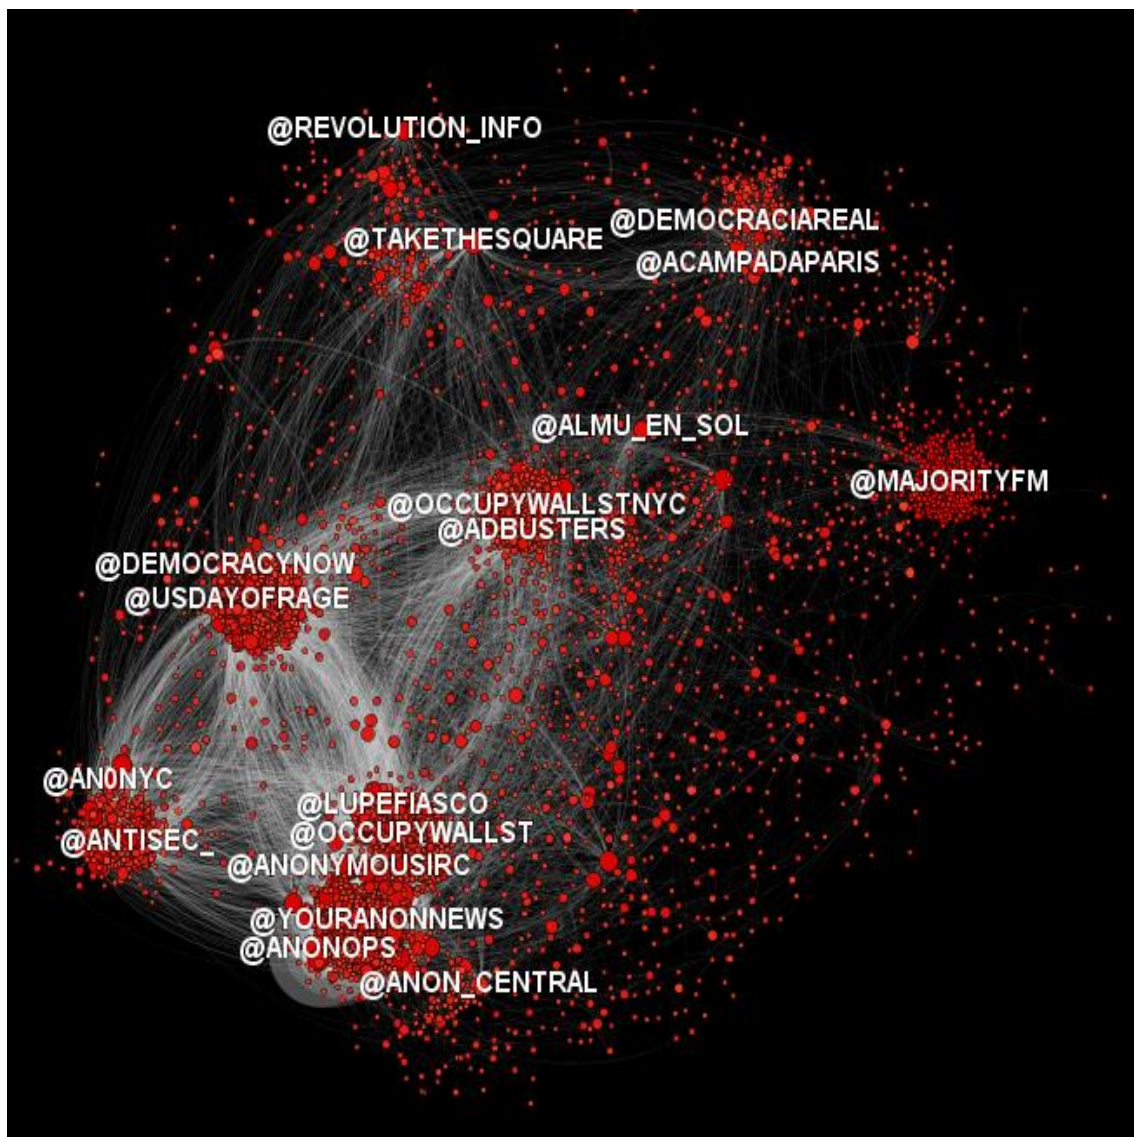 @REVOLUTION_INFO
@DEMOCRACIAREAL
@TAKETHESQUARE
@ACAMPADAPARIS
@ALMU_EN_SOL
@MAJORITYFM
@OCCUPYWALLSTNYC
@ADBUSTERS
@DEMOCRACYNOW
@USDAYOFRAGE
@AN0NYC
@LUPEFIASCO
@OCCUPYWALLST
@ANTISEC_
@ANONYMOUSIRC
@YOURANONNEWS
@ANONOPS
@ANON_CENTRAL